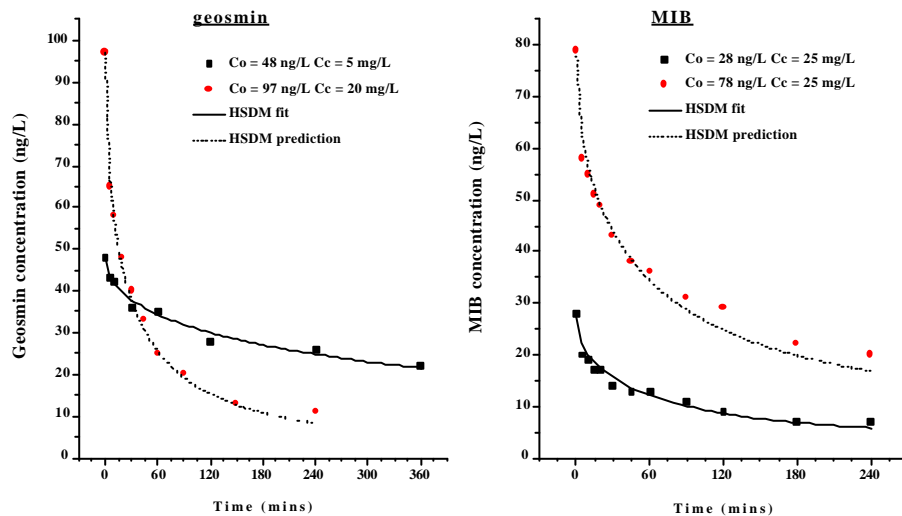 geosmin
Co = 48 ng/L Cc = 5 mg/L
Co = 97 ng/L Cc = 20 mg/L
HSDM fit
HSDM prediction
Geosmin concentration (ng/L)
100
90
80
70
60
50
40
30
20
10
0
0 60 120 180 240 300 360
Time (mins)
MIB
Co = 28 ng/L Cc = 25 mg/L
Co = 78 ng/L Cc = 25 mg/L
HSDM fit
HSDM prediction
MIB concentration (ng/L)
80
70
60
50
40
30
20
10
0
0 60 120 180 240
Time (mins)